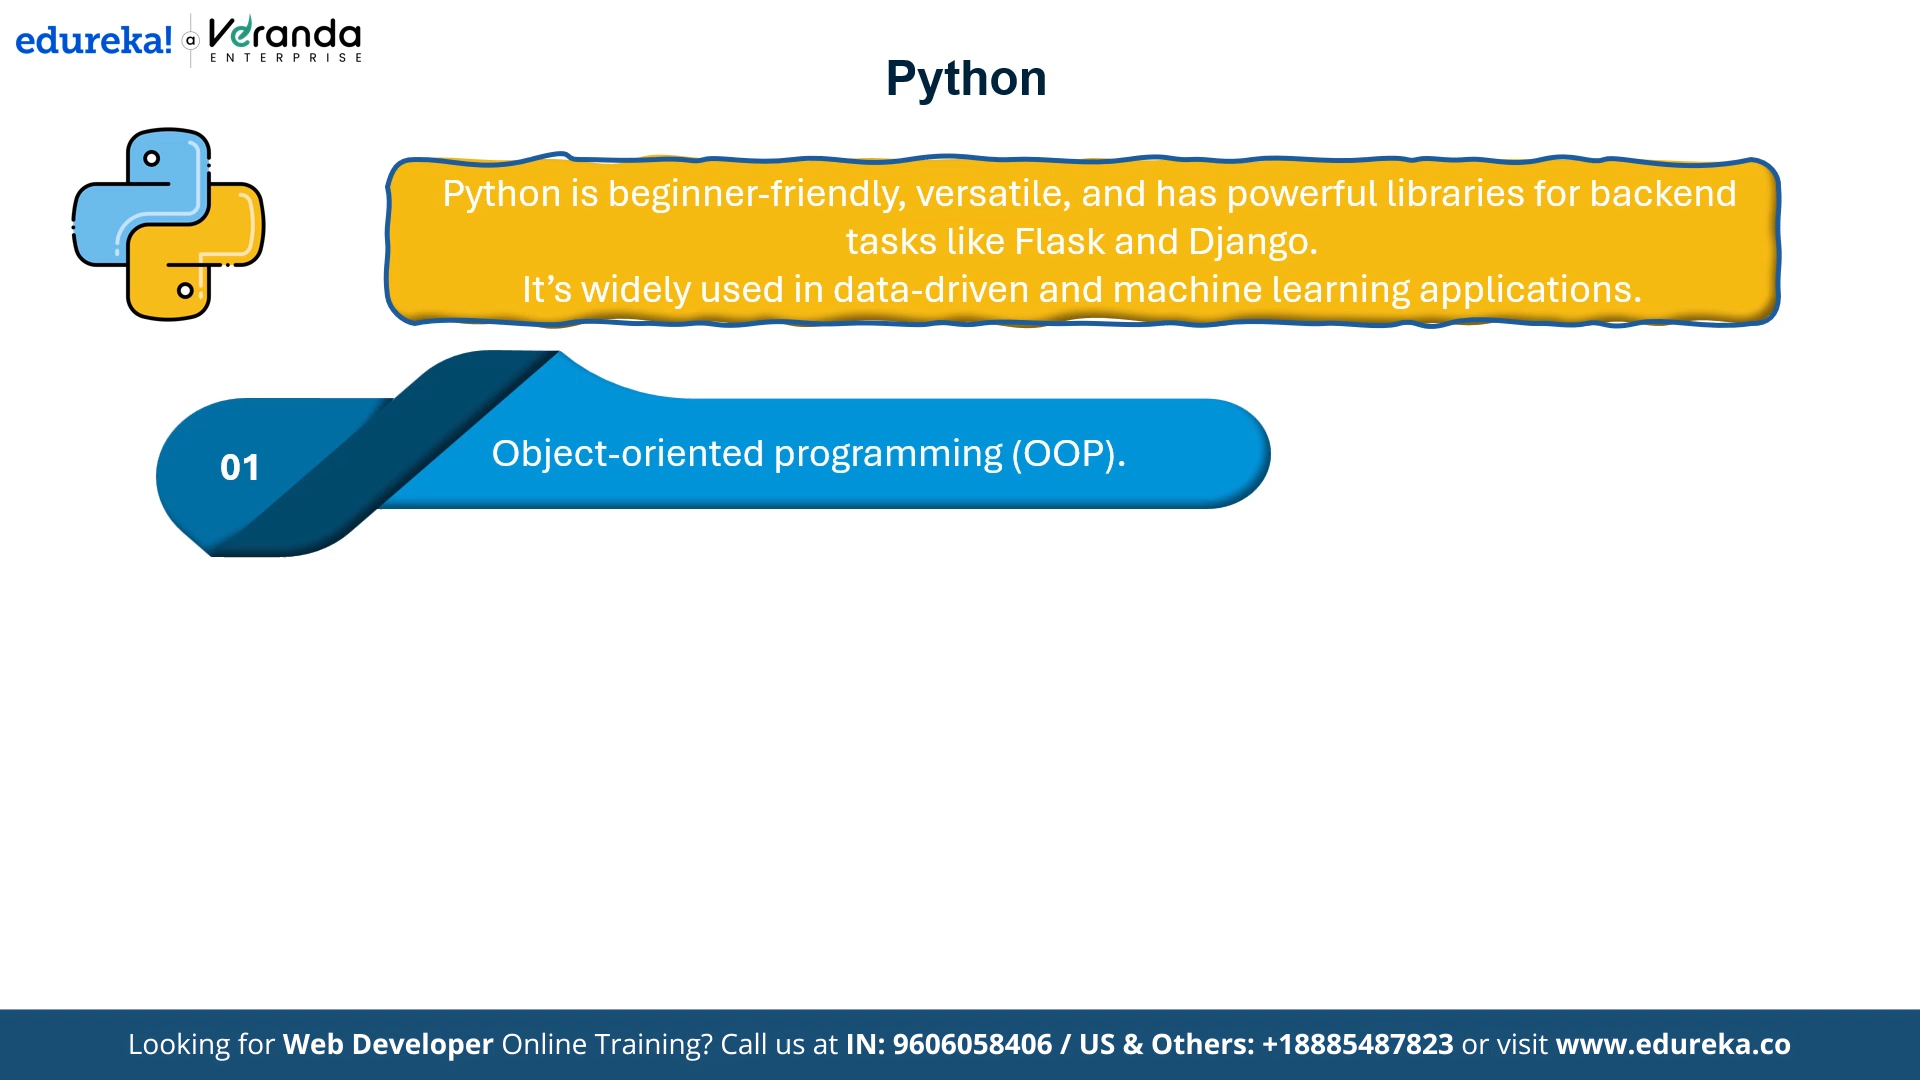 edureka! a Veranda
ENTERPRISE
Python
Python is beginner-friendly, versatile, and has powerful libraries for backend
tasks like Flask and Django.
It’s widely used in data-driven and machine learning applications.
01
Object-oriented programming (OOP).
Looking for Web Developer Online Training? Call us at IN: 9606058406 / US & Others: +18885487823 or visit www.edureka.co